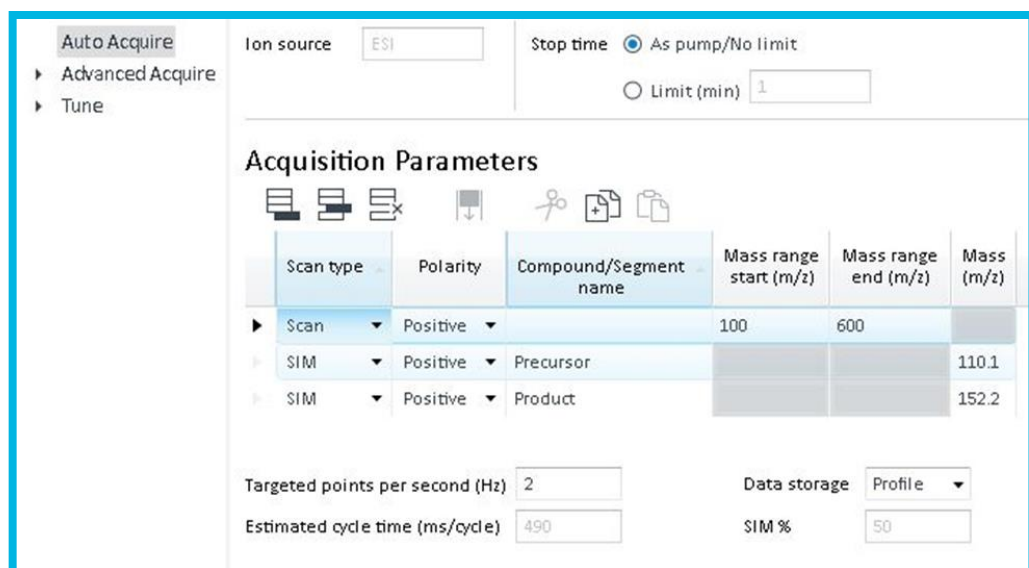 Auto Acquire
Advanced Acquire
Tune
Ion source ESI
Stop time As pump/No limit
Limit (min) 1
Acquisition Parameters
Scan type Polarity Compound/Segment name Mass range start (m/z) Mass range end (m/z) Mass (m/z)
Scan Positive 100 600
SIM Positive Precursor 110.1
SIM Positive Product 152.2
Targeted points per second (Hz) 2 Data storage Profile
Estimated cycle time (ms/cycle) 490 SIM % 50